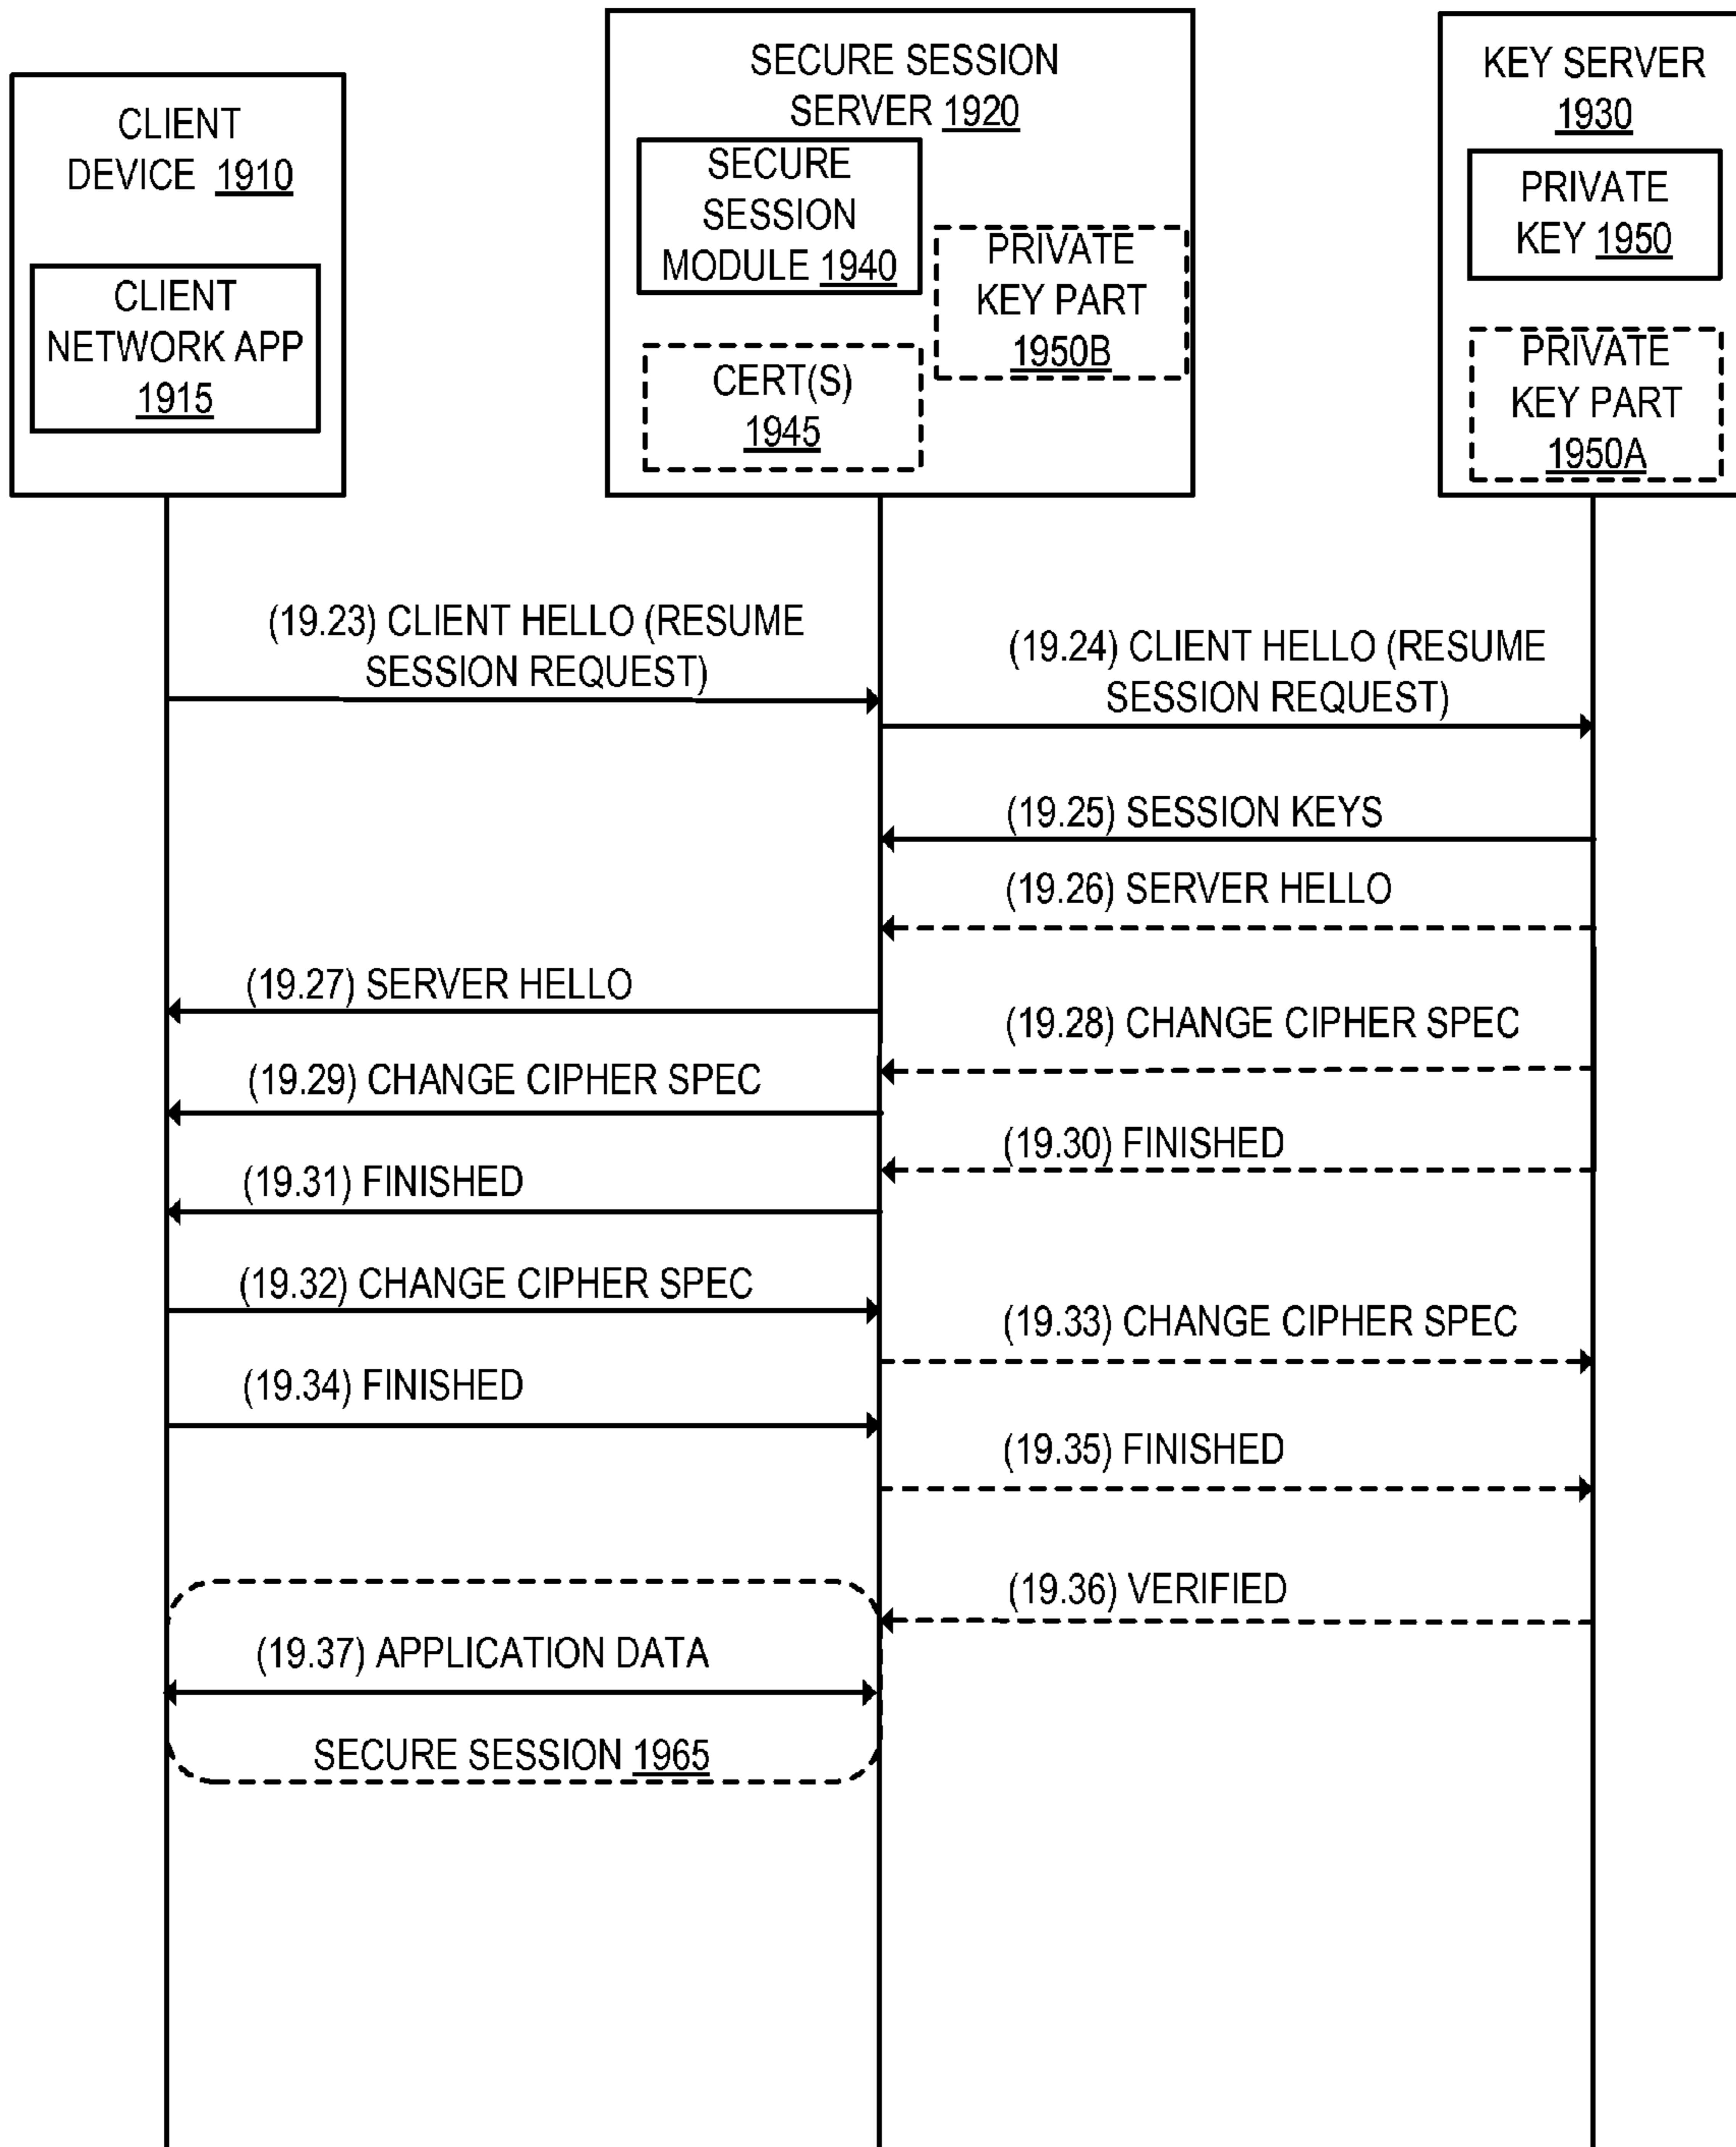 CLIENT
DEVICE 1910
CLIENT
NETWORK APP
1915
SECURE SESSION
SERVER 1920
SECURE
SESSION
MODULE 1940
PRIVATE
KEY PART
1950B
CERT(S)
1945
KEY SERVER
1930
PRIVATE
KEY 1950
PRIVATE
KEY PART
1950A
(19.23) CLIENT HELLO (RESUME
SESSION REQUEST)
(19.24) CLIENT HELLO (RESUME
SESSION REQUEST)
(19.25) SESSION KEYS
(19.26) SERVER HELLO
(19.27) SERVER HELLO
(19.28) CHANGE CIPHER SPEC
(19.29) CHANGE CIPHER SPEC
(19.30) FINISHED
(19.31) FINISHED
(19.32) CHANGE CIPHER SPEC
(19.33) CHANGE CIPHER SPEC
(19.34) FINISHED
(19.35) FINISHED
(19.36) VERIFIED
(19.37) APPLICATION DATA
SECURE SESSION 1965